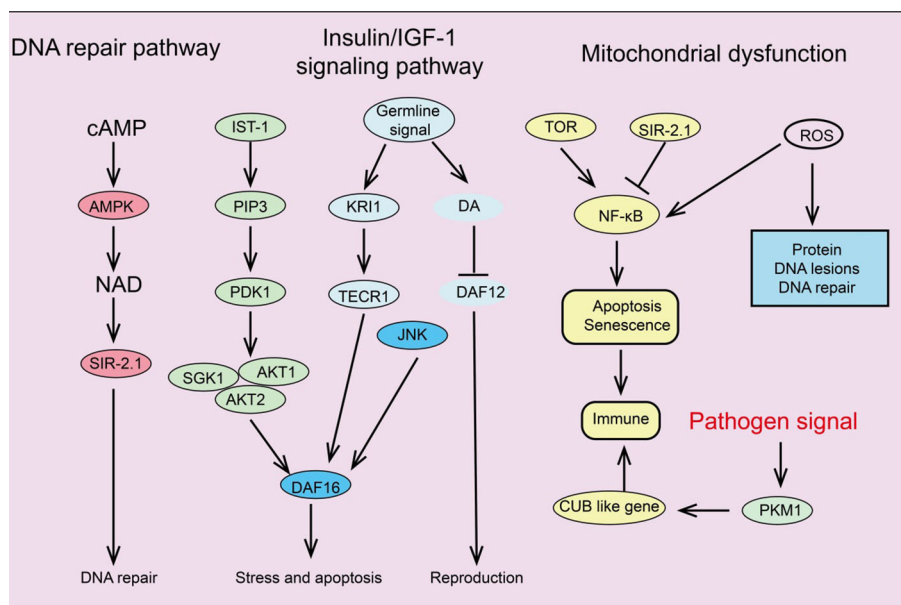 DNA repair pathway
Insulin/IGF-1
signaling pathway
Mitochondrial dysfunction
cAMP
AMPK
NAD
SIR-2.1
DNA repair
IST-1
PIP3
PDK1
SGK1
AKT1
AKT2
Germline
signal
KRI1
TECR1
JNK
DAF16
Stress and apoptosis
DA
DAF12
Reproduction
TOR
SIR-2.1
ROS
NF-κB
Protein
DNA lesions
DNA repair
Apoptosis
Senescence
Immune
Pathogen signal
CUB like gene
PKM1